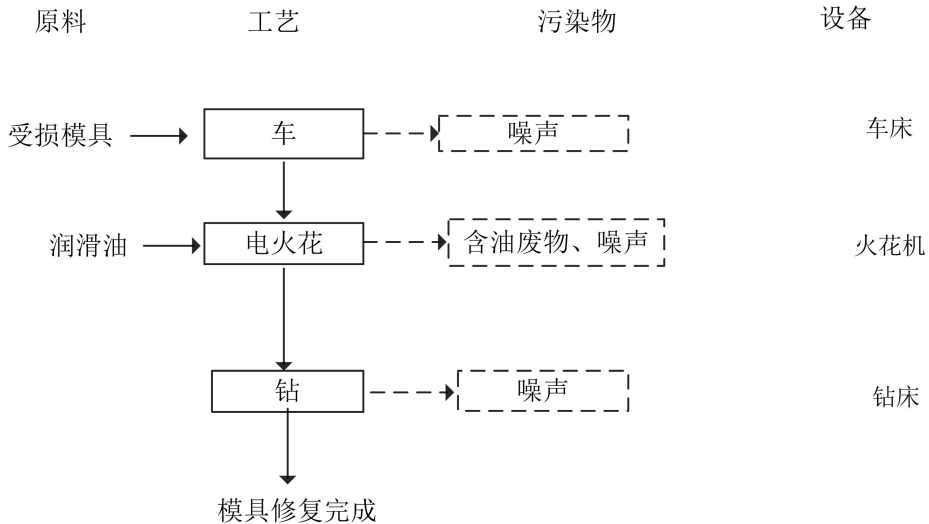 原料 工艺 污染物 设备
受损模具 车 噪声 车床
润滑油 电火花 含油废物、噪声 火花机
钻 噪声 钻床
模具修复完成